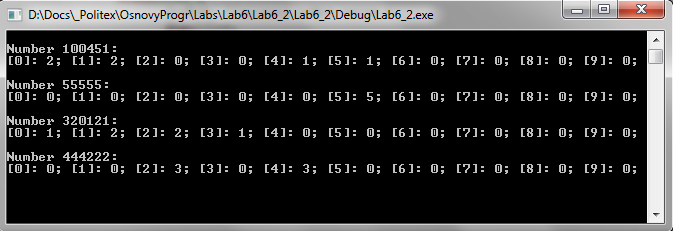 D:\Docs\_Politex\OsnovyProgr\Labs\Lab6\Lab6_2\Lab6_2\Debug\Lab6_2.exe
Number 100451:
[0]: 2; [1]: 2; [2]: 0; [3]: 0; [4]: 1; [5]: 1; [6]: 0; [7]: 0; [8]: 0; [9]: 0;
Number 55555:
[0]: 0; [1]: 0; [2]: 0; [3]: 0; [4]: 0; [5]: 5; [6]: 0; [7]: 0; [8]: 0; [9]: 0;
Number 320121:
[0]: 1; [1]: 2; [2]: 2; [3]: 1; [4]: 0; [5]: 0; [6]: 0; [7]: 0; [8]: 0; [9]: 0;
Number 444222:
[0]: 0; [1]: 0; [2]: 3; [3]: 0; [4]: 3; [5]: 0; [6]: 0; [7]: 0; [8]: 0; [9]: 0;